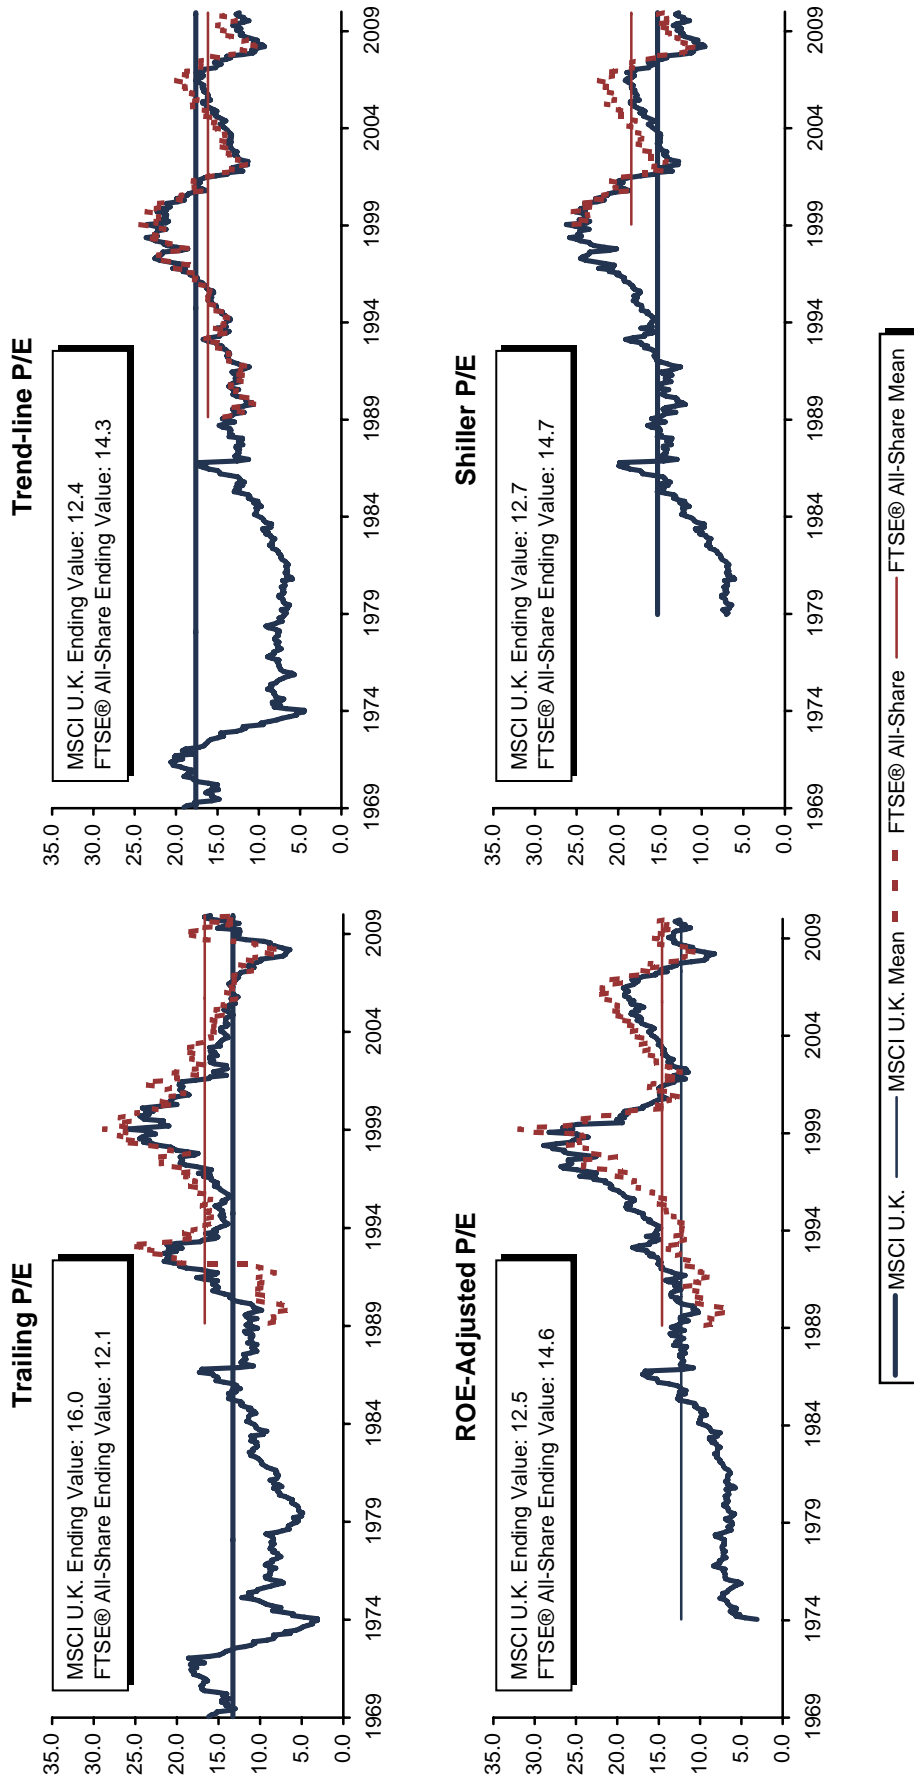 Trailing P/E
MSCI U.K. Ending Value: 16.0
FTSE® All-Share Ending Value: 12.1
35.0
30.0
25.0
20.0
15.0
10.0
5.0
0.0
1969 1974 1979 1984 1989 1994 1999 2004 2009
Trend-line P/E
MSCI U.K. Ending Value: 12.4
FTSE® All-Share Ending Value: 14.3
35.0
30.0
25.0
20.0
15.0
10.0
5.0
0.0
1969 1974 1979 1984 1989 1994 1999 2004 2009
ROE-Adjusted P/E
MSCI U.K. Ending Value: 12.5
FTSE® All-Share Ending Value: 14.6
35.0
30.0
25.0
20.0
15.0
10.0
5.0
0.0
1969 1974 1979 1984 1989 1994 1999 2004 2009
Shiller P/E
MSCI U.K. Ending Value: 12.7
FTSE® All-Share Ending Value: 14.7
35.0
30.0
25.0
20.0
15.0
10.0
5.0
0.0
1969 1974 1979 1984 1989 1994 1999 2004 2009
MSCI U.K. MSCI U.K. Mean FTSE® All-Share FTSE® All-Share Mean